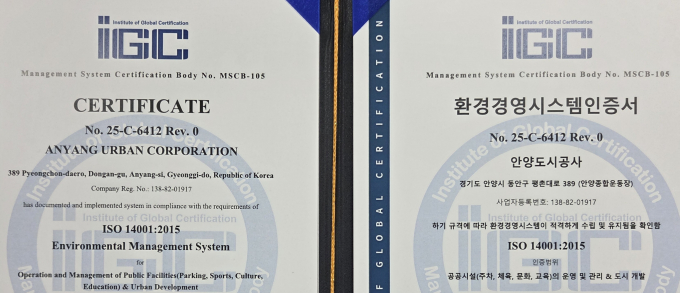 Institute of Global Certification
iGC
Management System Certification Body No. MSCB-105
CERTIFICATE
No. 25-C-6412 Rev. 0
ANYANG URBAN CORPORATION
389 Pyeongchon-daero, Dongan-gu, Anyang-si, Gyeonggi-do, Republic of Korea
Company Reg. No.: 138-82-01917
has documented and implemented system in compliance with the requirements of
Institute of Global Certification
ISO 14001:2015
Environmental Management System
for
Operation and Management of Public Facilities(Parking, Sports, Culture,
Education) & Urban Development
F GLOBAL CERTIFICATION
Institute of Global Certification
iGC
Management System Certification Body No. MSCB-105
환경경영시스템인증서
No. 25-C-6412 Rev. 0
안양도시공사
경기도 안양시 동안구 평촌대로 389 (안양종합운동장)
사업자등록번호: 138-82-01917
하기 규격에 따라 환경경영시스템이 적격하게 수립 및 유지됨을 확인함
Institute of Global Certification
ISO 14001:2015
인증범위
공공시설(주차, 체육, 문화, 교육)의 운영 및 관리 & 도시 개발